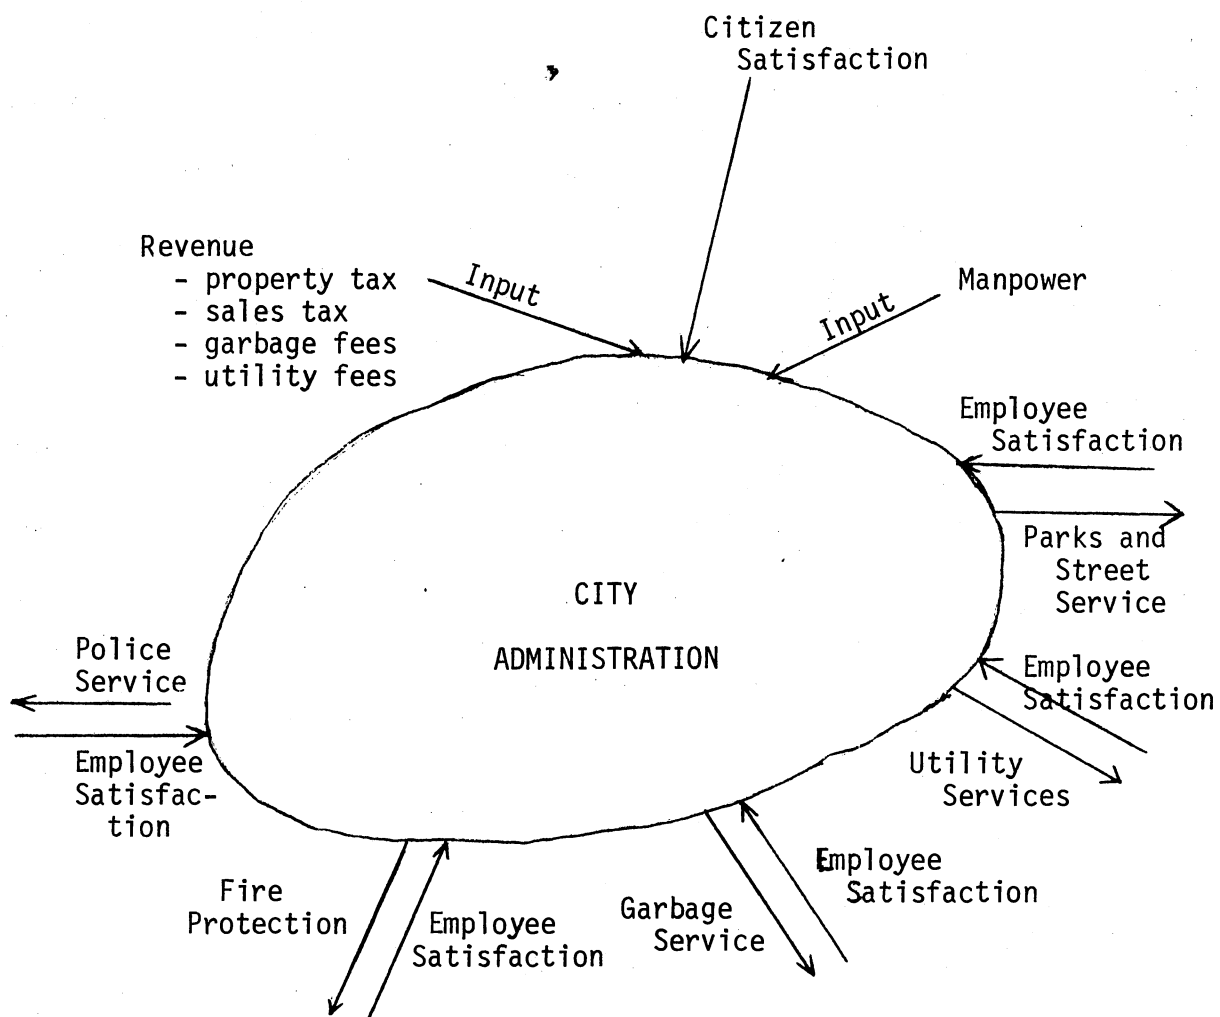 Citizen
Satisfaction
Revenue
- property tax
- sales tax
- garbage fees
- utility fees
Input
Input
Manpower
Employee
Satisfaction
Parks and
Street
Service
CITY
ADMINISTRATION
Police
Service
Employee
Satisfac-
tion
Employee
Satisfaction
Utility
Services
Fire
Protection
Employee
Satisfaction
Garbage
Service
Employee
Satisfaction